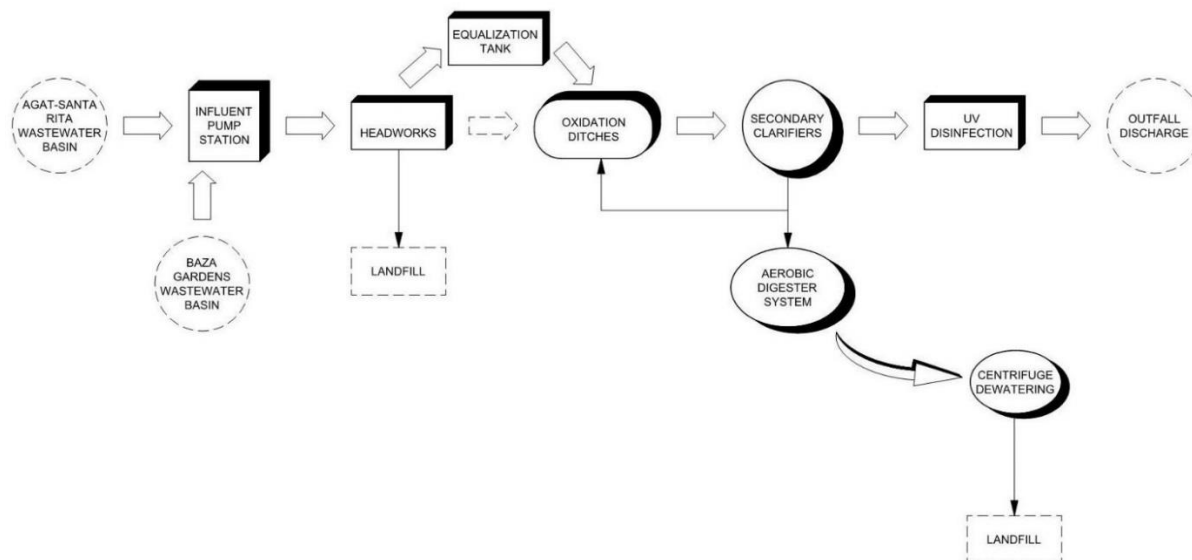 EQUALIZATION
TANK
AGAT-SANTA
RITA
WASTEWATER
BASIN
INFLUENT
PUMP
STATION
HEADWORKS
OXIDATION
DITCHES
SECONDARY
CLARIFIERS
UV
DISINFECTION
OUTFALL
DISCHARGE
BAZA
GARDENS
WASTEWATER
BASIN
LANDFILL
AEROBIC
DIGESTER
SYSTEM
CENTRIFUGE
DEWATERING
LANDFILL